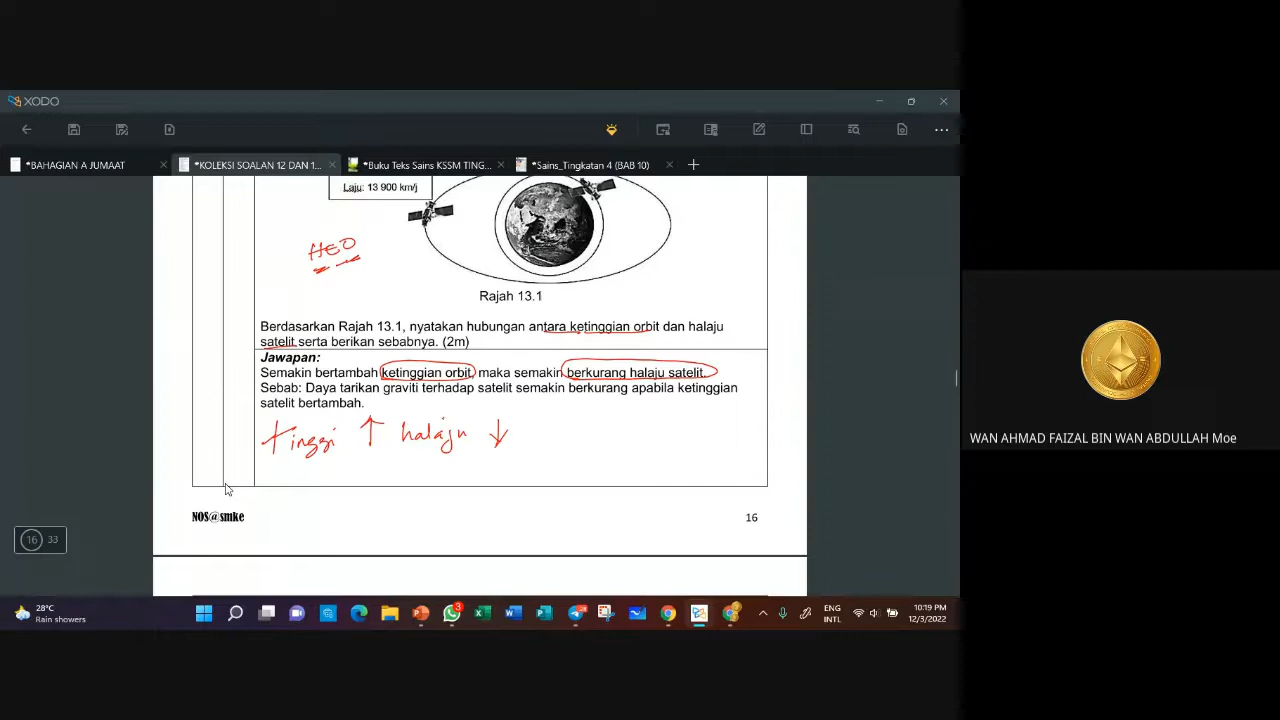 XODO
*BAHAGIAN A JUMAAT
*KOLEKSI SOALAN 12 DAN 1...
*Buku Teks Sains KSSM TING...
*Sains_Tingkatan 4 (BAB 10)
Laju: 13 900 km/j
HEO
Rajah 13.1
Berdasarkan Rajah 13.1, nyatakan hubungan antara ketinggian orbit dan halaju
satelit serta berikan sebabnya. (2m)
Jawapan:
Semakin bertambah ketinggian orbit, maka semakin berkurang halaju satelit.
Sebab: Daya tarikan graviti terhadap satelit semakin berkurang apabila ketinggian
satelit bertambah.
tinggi ↑ halaju ↓
NOS@smke
16
16 33
WAN AHMAD FAIZAL BIN WAN ABDULLAH Moe
28°C
Rain showers
3
ENG
INTL
10:19 PM
12/3/2022